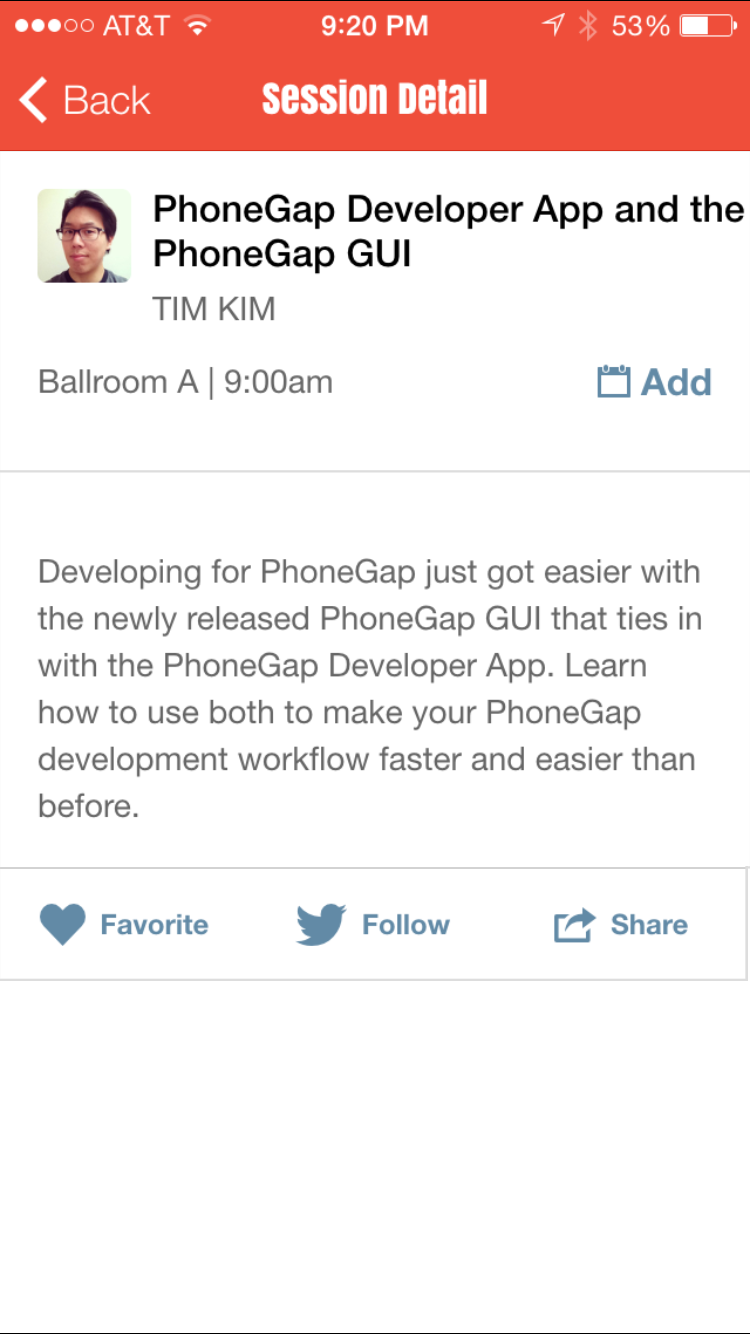 AT&T 9:20 PM 53%
Back Session Detail
PhoneGap Developer App and the
PhoneGap GUI
TIM KIM
Ballroom A | 9:00am Add
Developing for PhoneGap just got easier with
the newly released PhoneGap GUI that ties in
with the PhoneGap Developer App. Learn
how to use both to make your PhoneGap
development workflow faster and easier than
before.
Favorite Follow Share